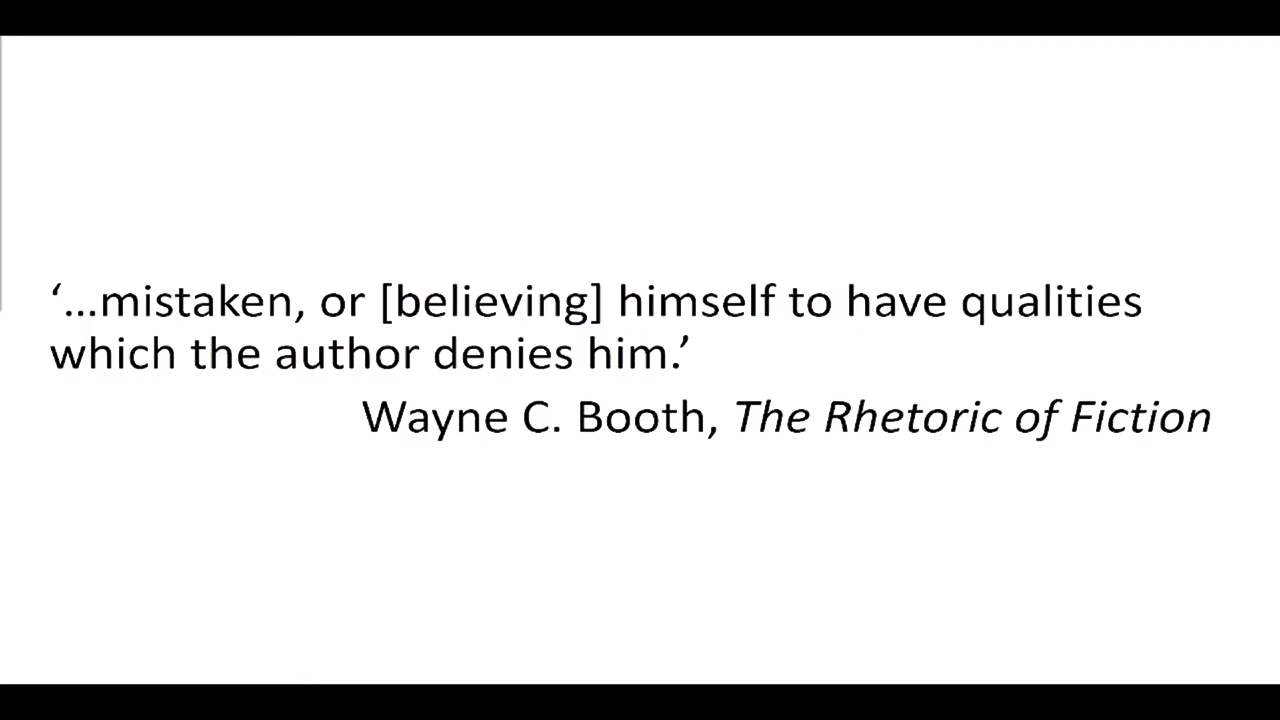 ‘…mistaken, or [believing] himself to have qualities
which the author denies him.’
Wayne C. Booth, The Rhetoric of Fiction